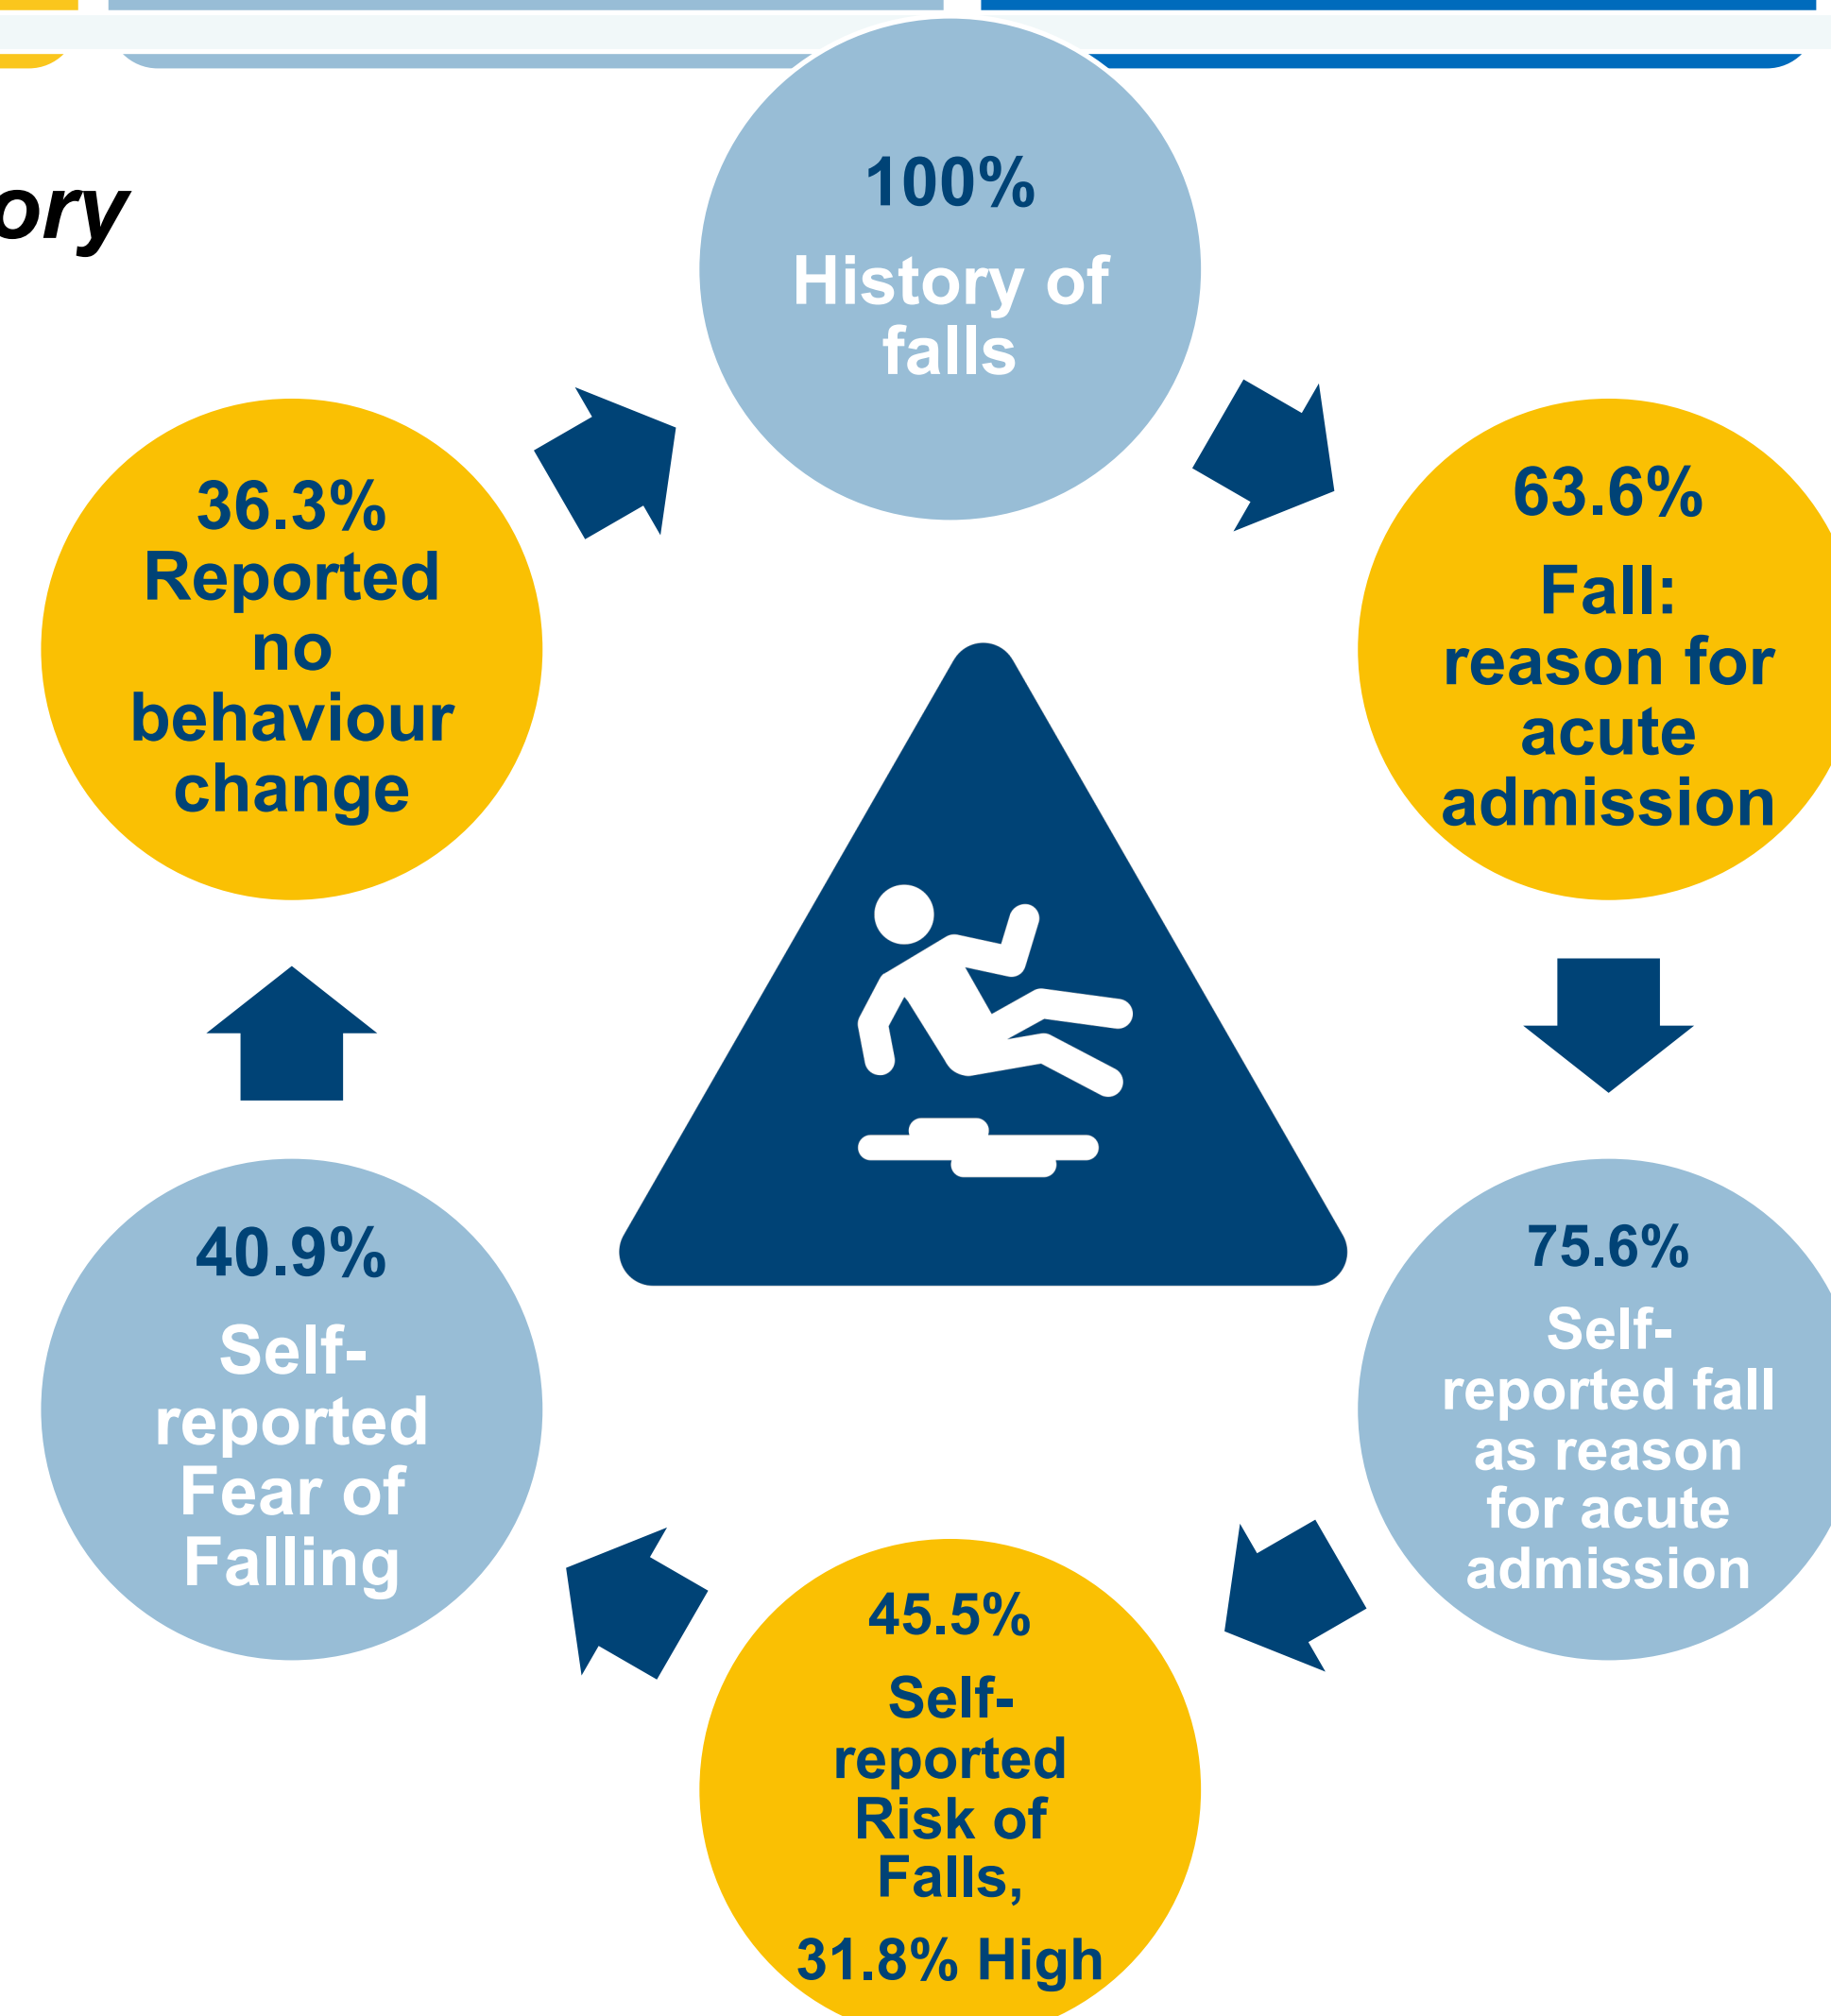 100%
History of
falls
63.6%
Fall:
reason for
acute
admission
75.6%
Self-
reported fall
as reason
for acute
admission
45.5%
Self-
reported
Risk of
Falls,
31.8% High
40.9%
Self-
reported
Fear of
Falling
36.3%
Reported
no
behaviour
change